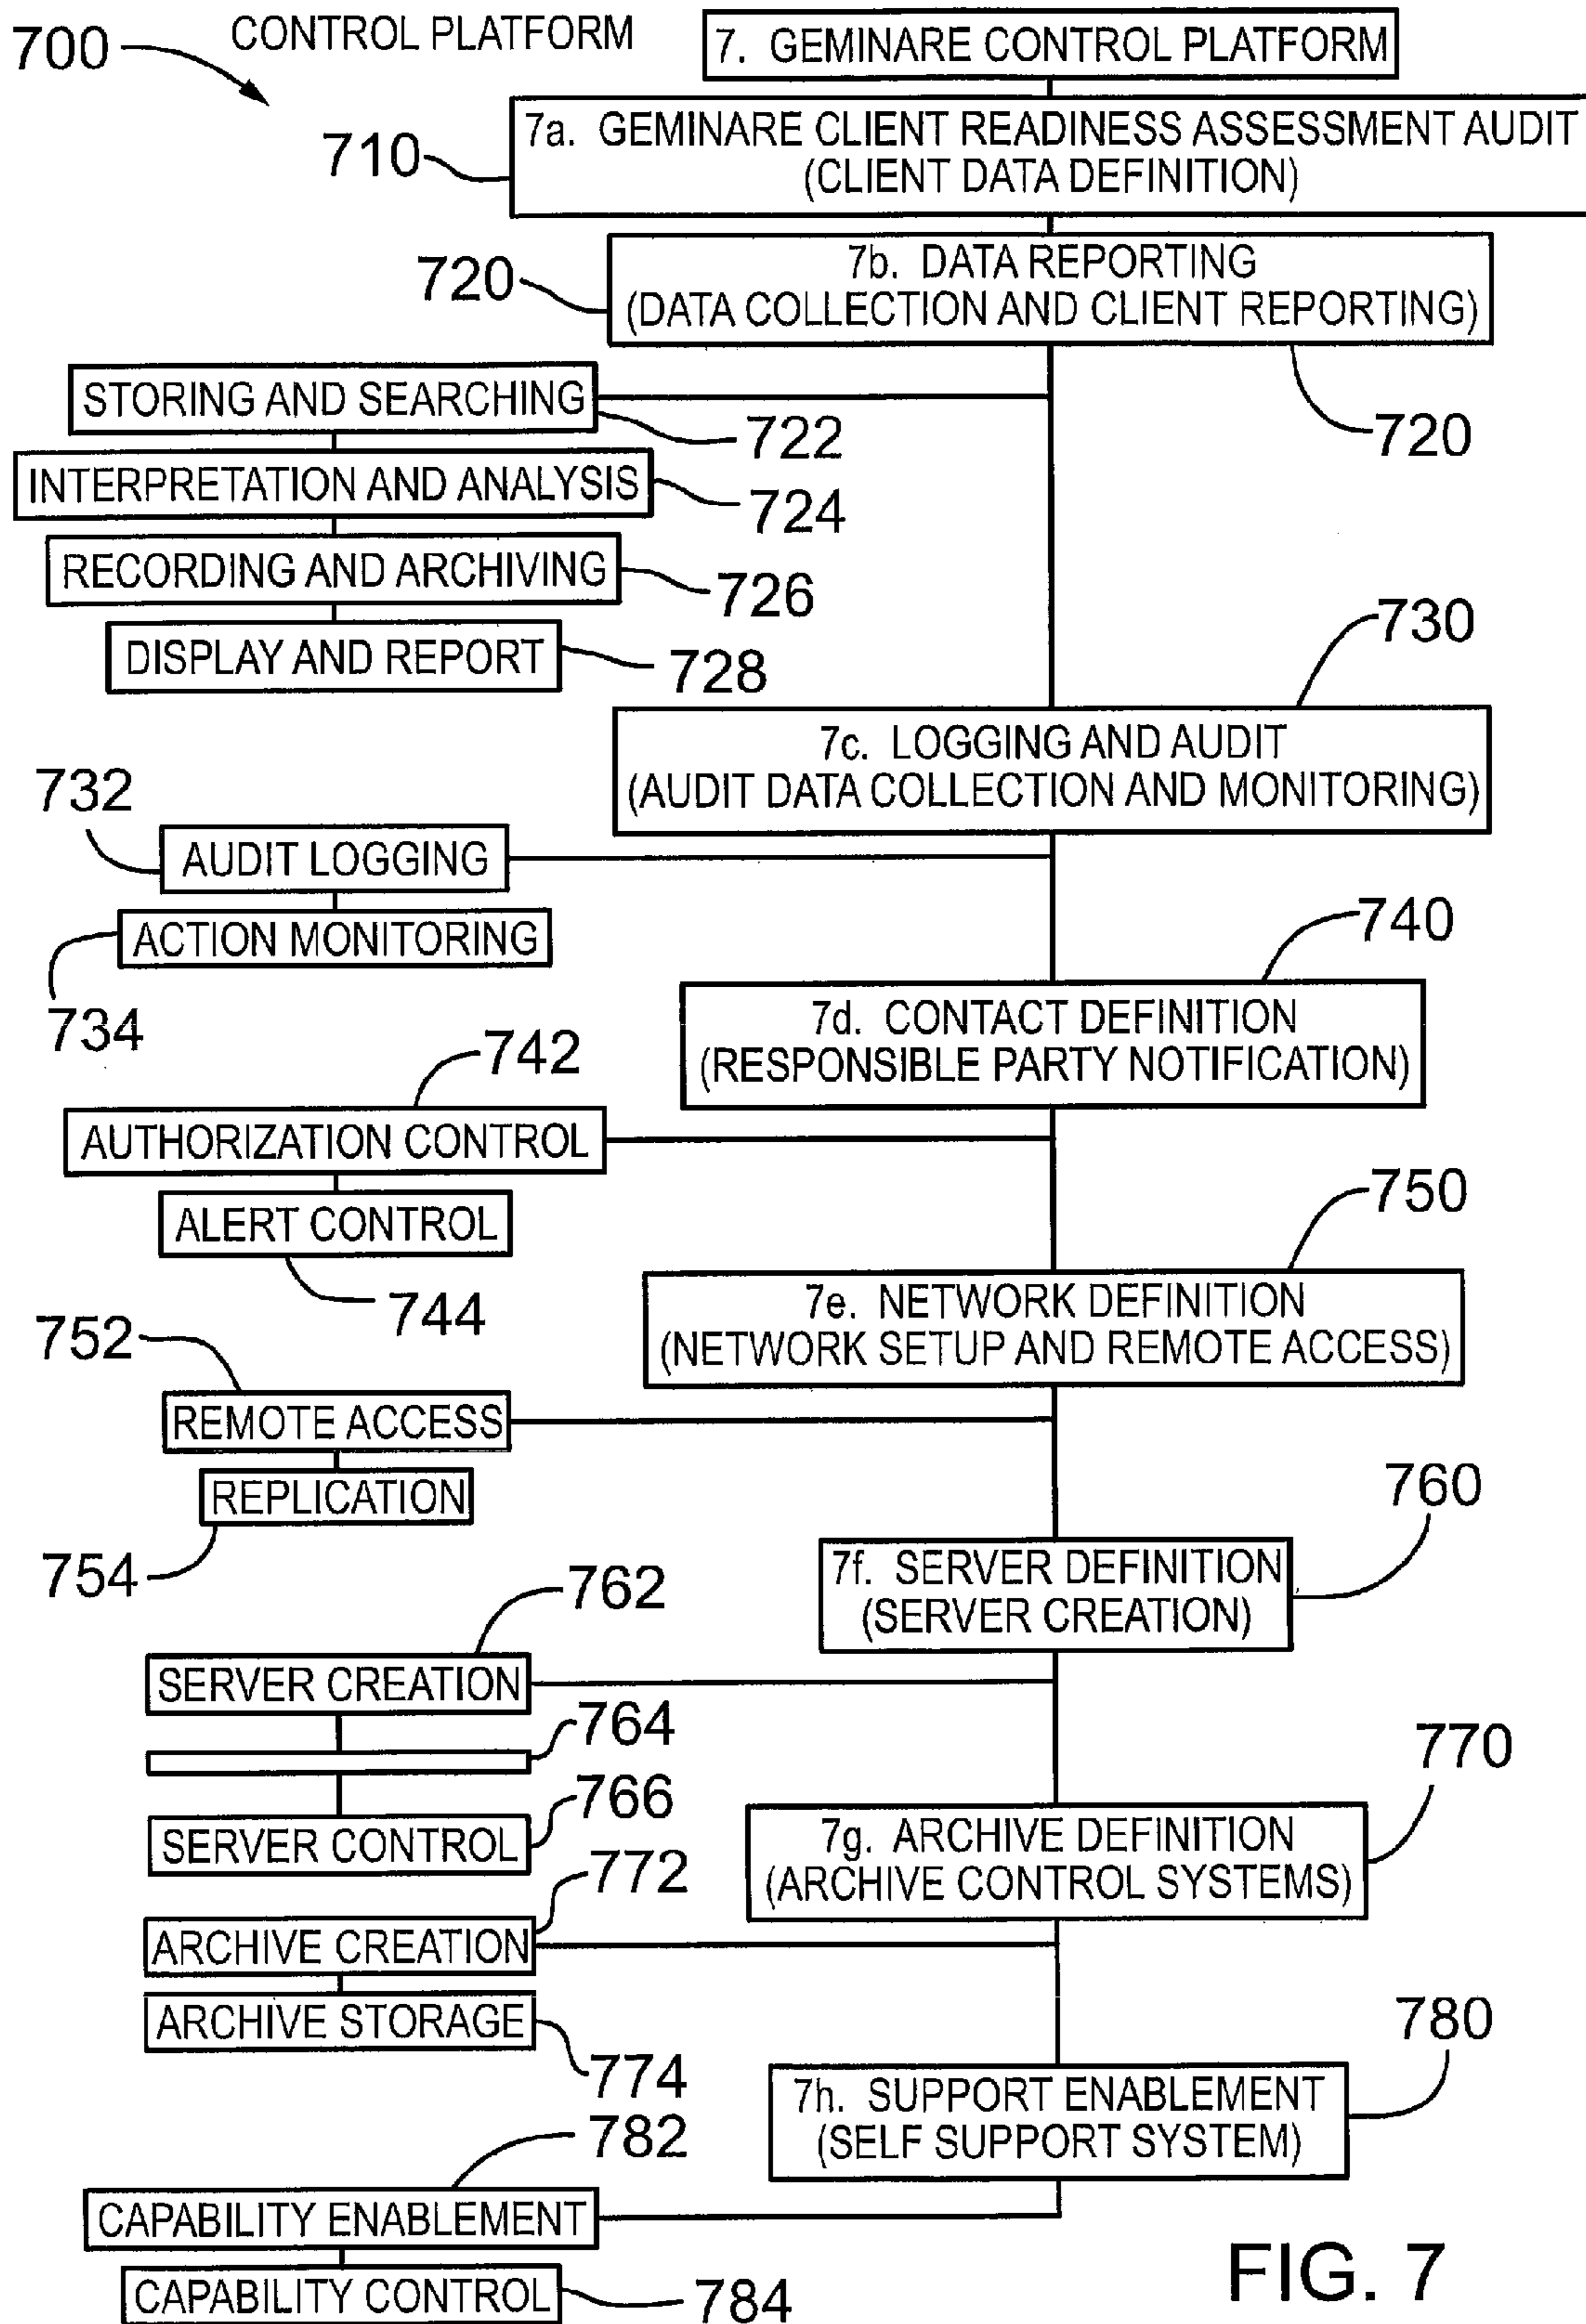 700
CONTROL PLATFORM
7. GEMINARE CONTROL PLATFORM
710
7a. GEMINARE CLIENT READINESS ASSESSMENT AUDIT
(CLIENT DATA DEFINITION)
720
7b. DATA REPORTING
(DATA COLLECTION AND CLIENT REPORTING)
720
STORING AND SEARCHING
722
INTERPRETATION AND ANALYSIS
724
RECORDING AND ARCHIVING
726
DISPLAY AND REPORT
728
730
7c. LOGGING AND AUDIT
(AUDIT DATA COLLECTION AND MONITORING)
732
AUDIT LOGGING
ACTION MONITORING
734
740
7d. CONTACT DEFINITION
(RESPONSIBLE PARTY NOTIFICATION)
742
AUTHORIZATION CONTROL
ALERT CONTROL
744
750
7e. NETWORK DEFINITION
(NETWORK SETUP AND REMOTE ACCESS)
752
REMOTE ACCESS
REPLICATION
754
760
7f. SERVER DEFINITION
(SERVER CREATION)
762
SERVER CREATION
764
SERVER CONTROL
766
770
7g. ARCHIVE DEFINITION
(ARCHIVE CONTROL SYSTEMS)
772
ARCHIVE CREATION
ARCHIVE STORAGE
774
780
7h. SUPPORT ENABLEMENT
(SELF SUPPORT SYSTEM)
782
CAPABILITY ENABLEMENT
CAPABILITY CONTROL
784
FIG. 7